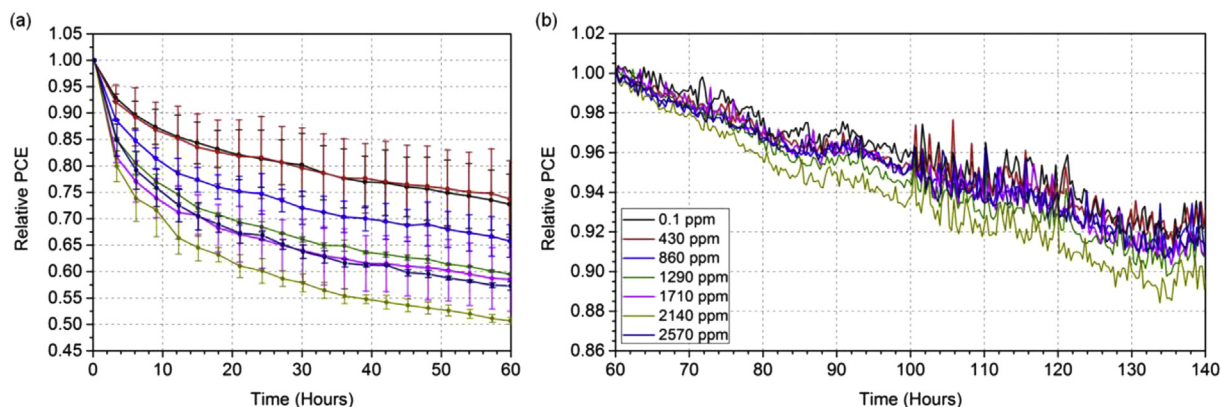 (a)
1.05
1.00
0.95
0.90
0.85
0.80
0.75
0.70
0.65
0.60
0.55
0.50
0.45
Relative PCE
0 10 20 30 40 50 60
Time (Hours)
(b)
1.02
1.00
0.98
0.96
0.94
0.92
0.90
0.88
0.86
Relative PCE
0.1 ppm
430 ppm
860 ppm
1290 ppm
1710 ppm
2140 ppm
2570 ppm
60 70 80 90 100 110 120 130 140
Time (Hours)